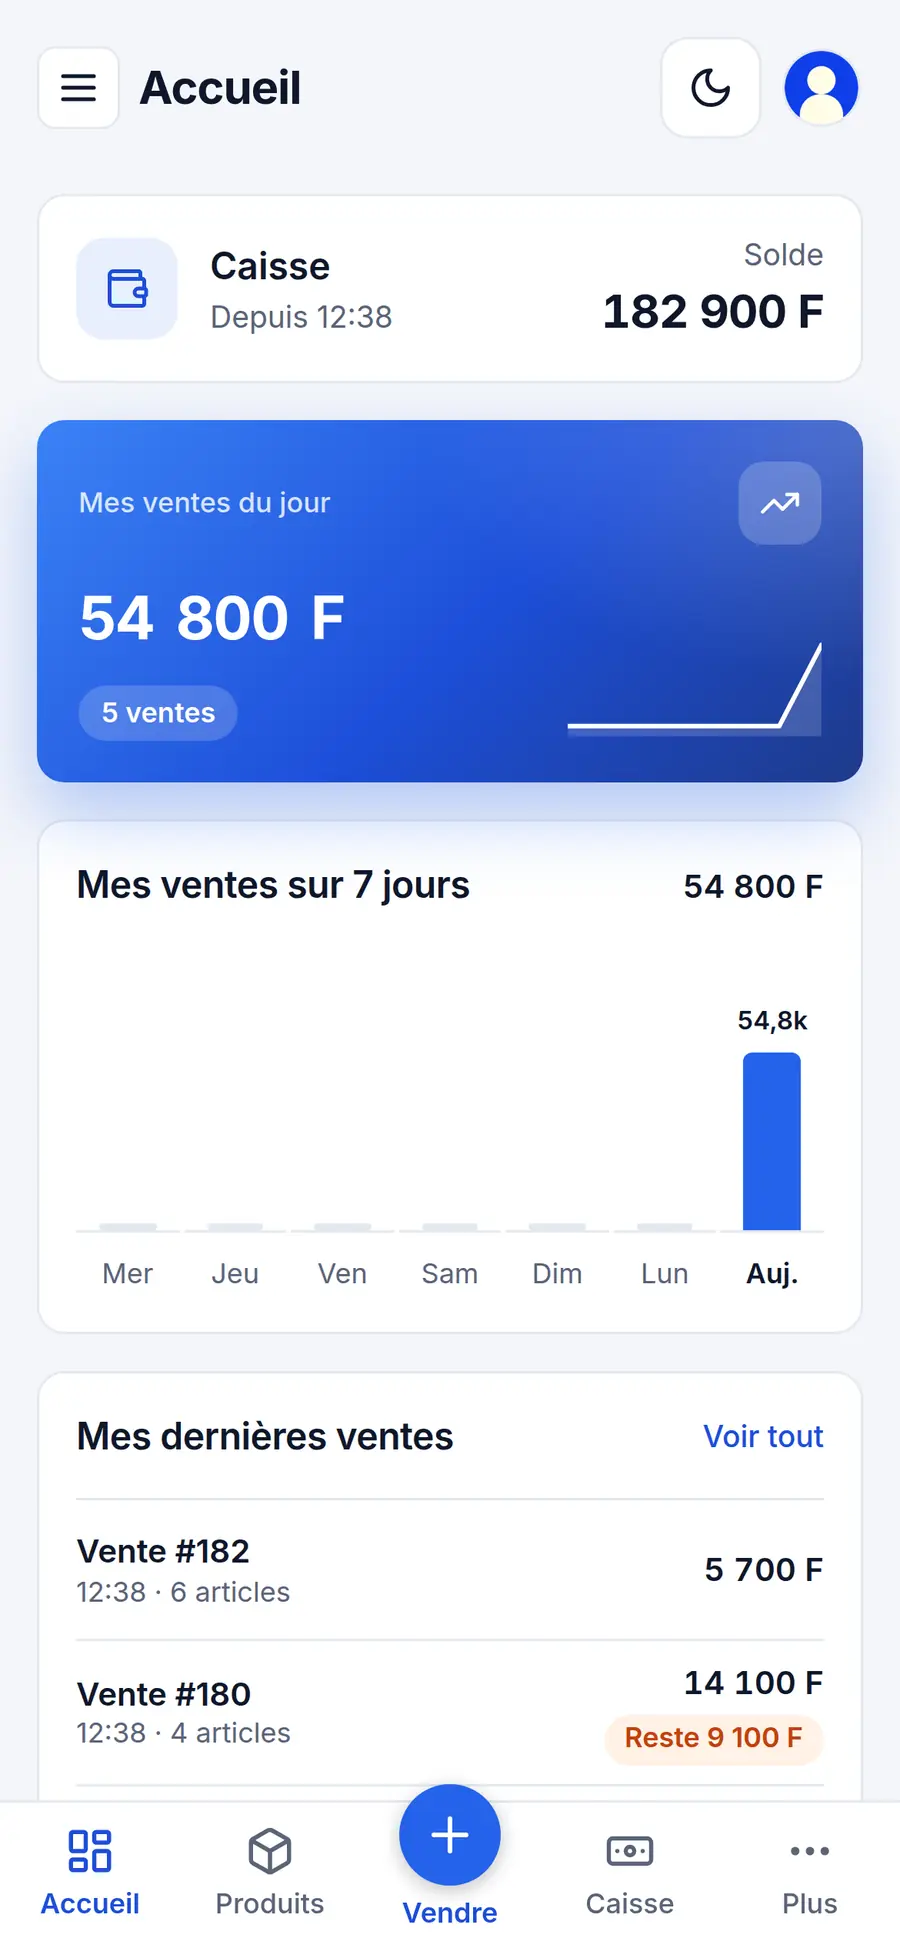 Accueil
Caisse
Depuis 12:38
Solde
182 900 F
Mes ventes du jour
54 800 F
5 ventes
Mes ventes sur 7 jours
54 800 F
54,8k
Mer Jeu Ven Sam Dim Lun Auj.
Mes dernières ventes
Voir tout
Vente #182
12:38 · 6 articles
5 700 F
Vente #180
12:38 · 4 articles
14 100 F
Reste 9 100 F
Accueil Produits Vendre Caisse Plus